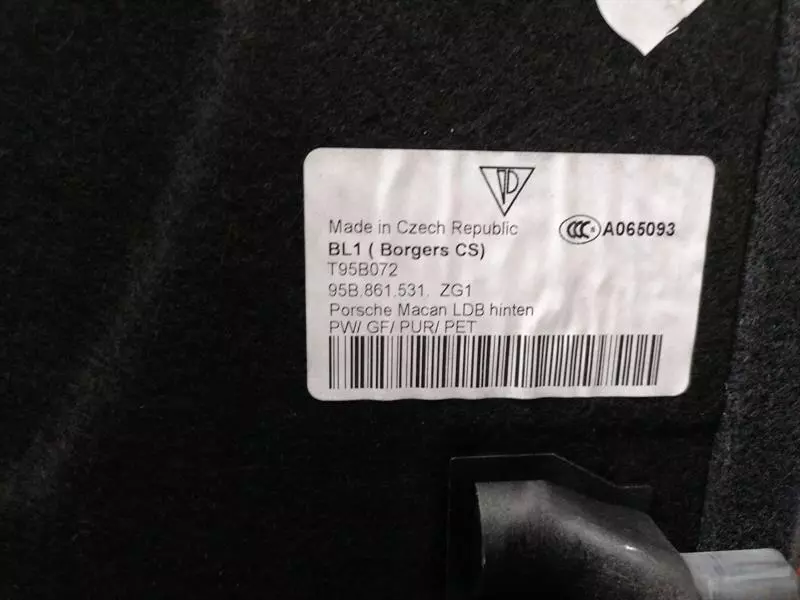 Made in Czech Republic
CCC S A065093
BL1 ( Borgers CS)
T95B072
95B.861.531. ZG1
Porsche Macan LDB hinten
PW/ GF/ PUR/ PET